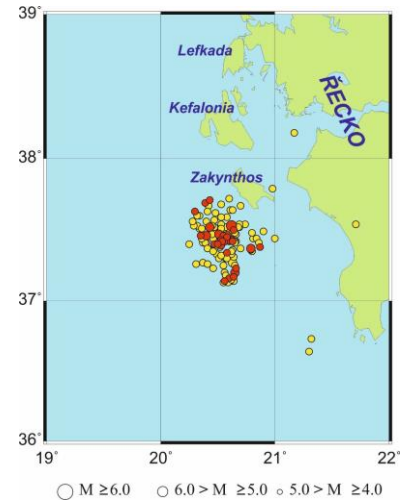 39°
Lefkada
Kefalonia
ŘECKO
38°
Zakynthos
37°
36°
19° 20° 21° 22°
M ≥6.0 6.0 > M ≥5.0 5.0 > M ≥4.0